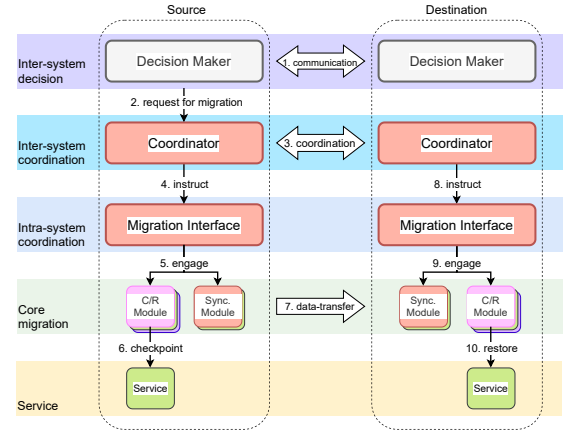 Source
Destination
Inter-system
decision
Decision Maker
1. communication
Decision Maker
2. request for migration
Inter-system
coordination
Coordinator
3. coordination
Coordinator
4. instruct
8. instruct
Intra-system
coordination
Migration Interface
Migration Interface
5. engage
9. engage
Core
migration
C/R
Module
Sync.
Module
7. data-transfer
Sync.
Module
C/R
Module
6. checkpoint
10. restore
Service
Service
Service